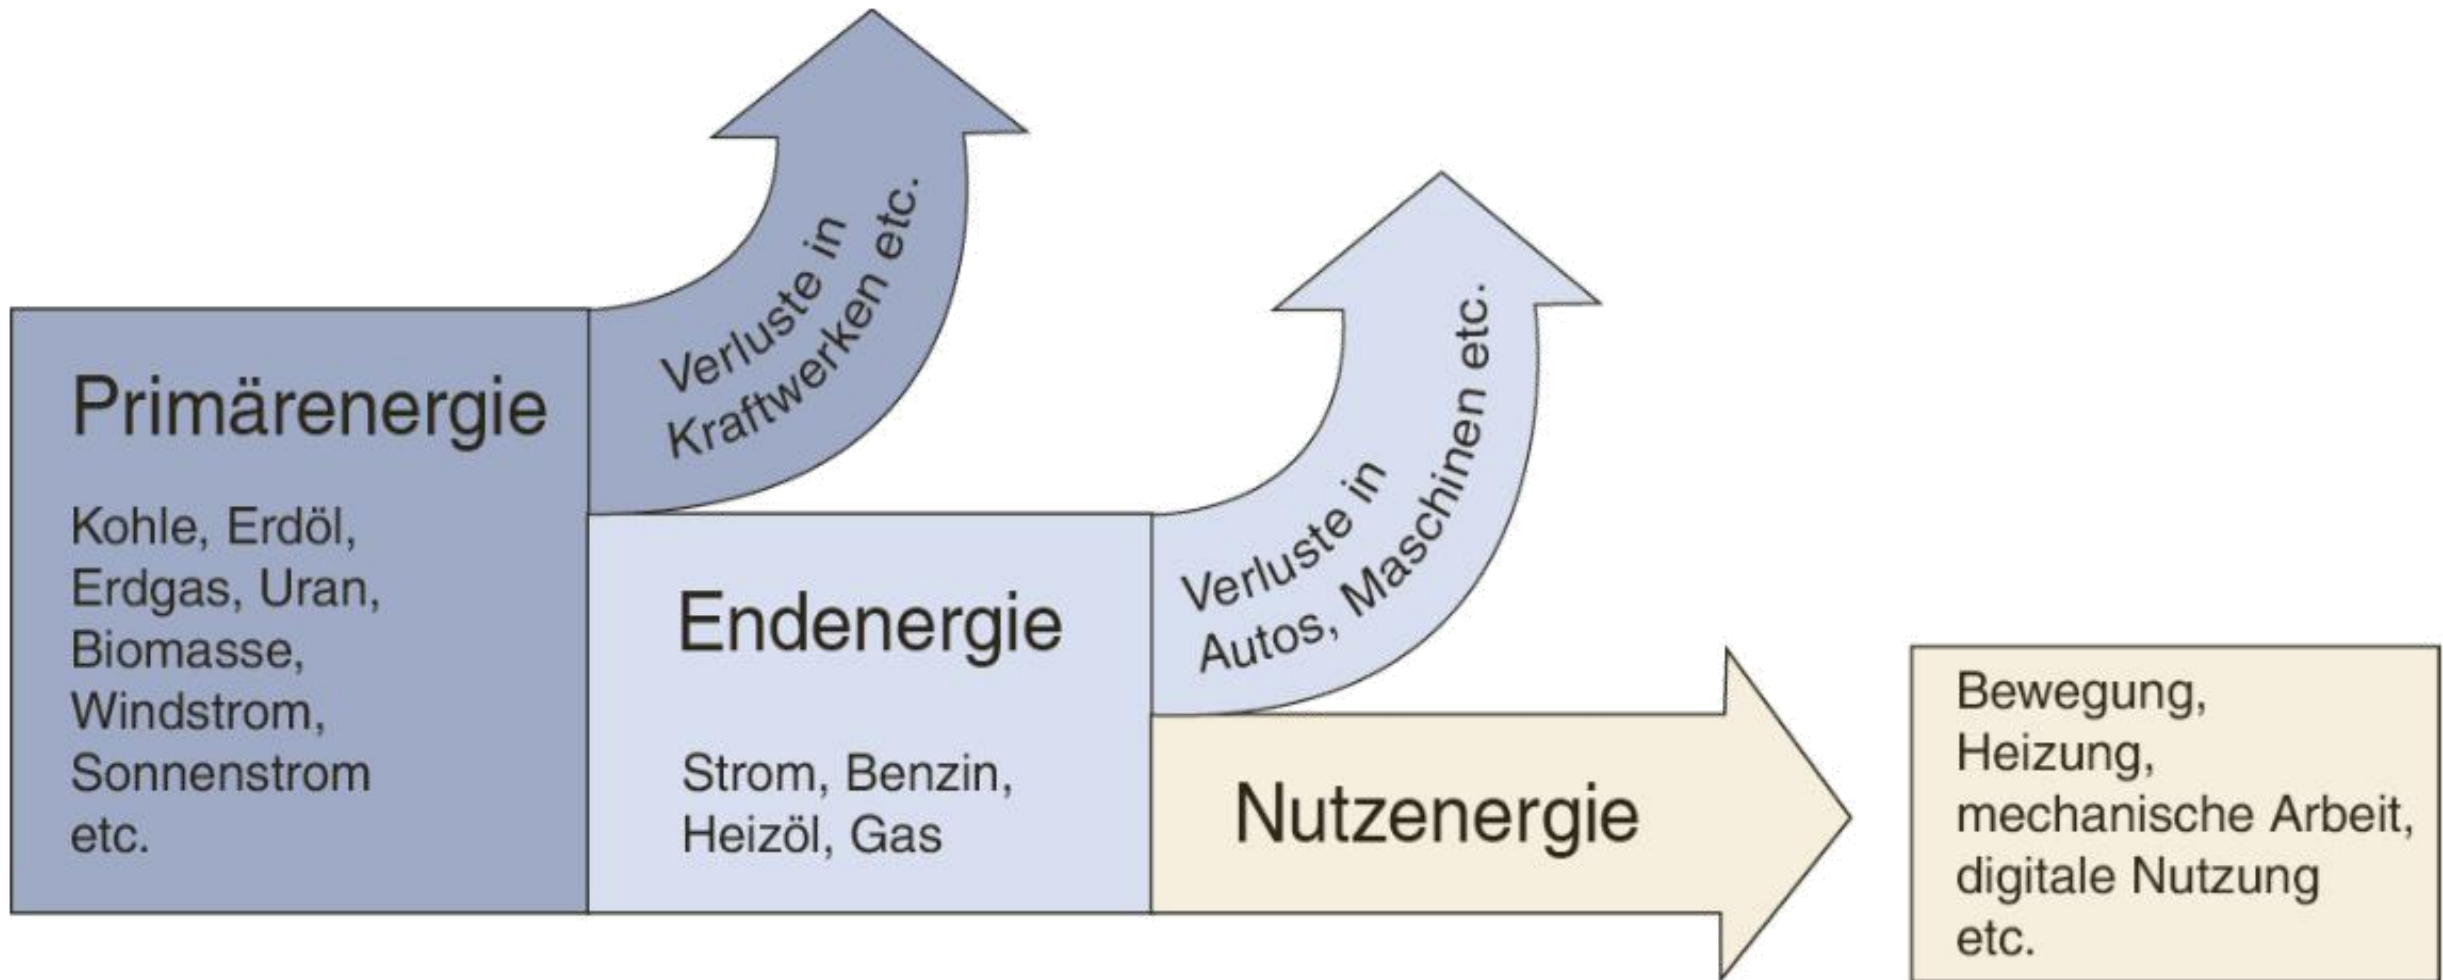 Primärenergie
Kohle, Erdöl,
Erdgas, Uran,
Biomasse,
Windstrom,
Sonnenstrom
etc.
Verluste in
Kraftwerken etc.
Endenergie
Strom, Benzin,
Heizöl, Gas
Verluste in
Autos, Maschinen etc.
Nutzenergie
Bewegung,
Heizung,
mechanische Arbeit,
digitale Nutzung
etc.